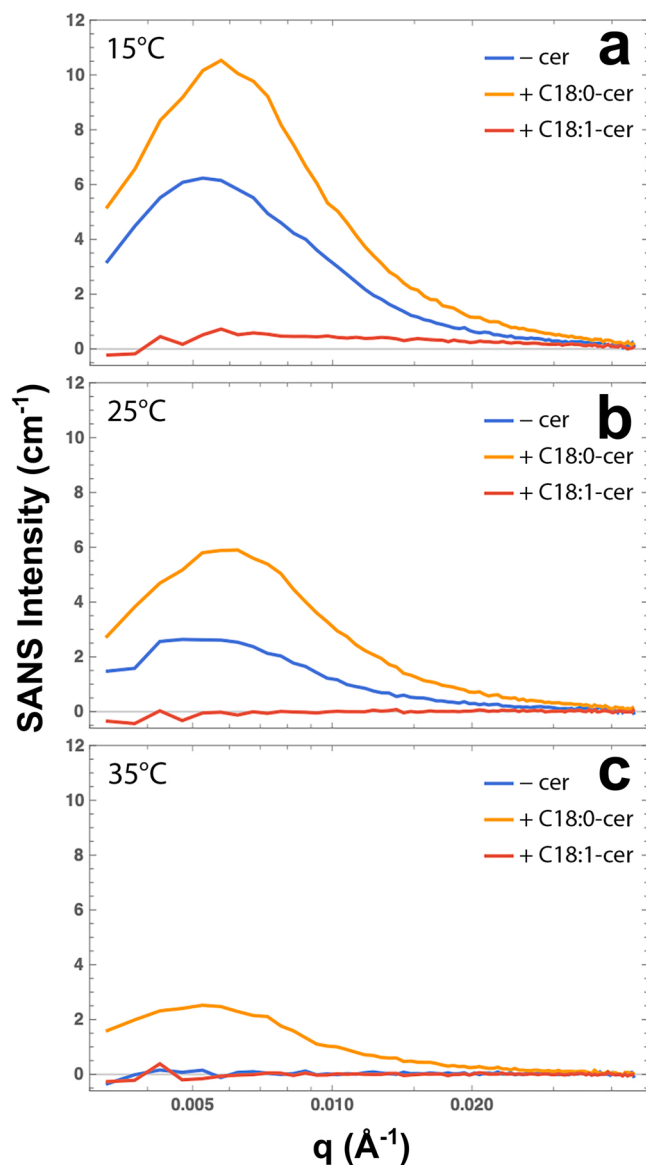 15°C
a
– cer
+ C18:0-cer
+ C18:1-cer
12
10
8
6
4
2
0
25°C
b
– cer
+ C18:0-cer
+ C18:1-cer
12
10
8
6
4
2
0
35°C
c
– cer
+ C18:0-cer
+ C18:1-cer
12
10
8
6
4
2
0
SANS Intensity (cm⁻¹)
0.005 0.010 0.020
q (Å⁻¹)